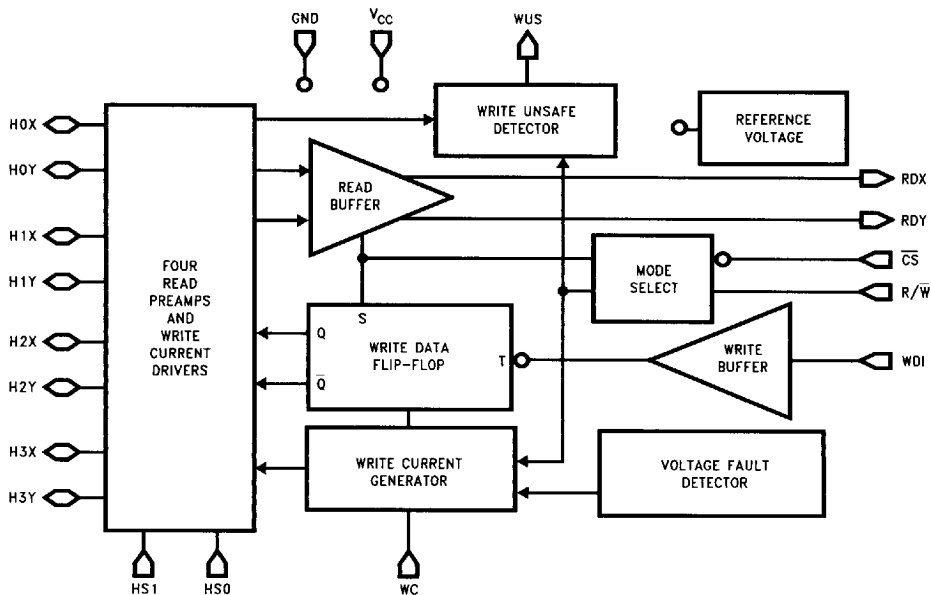 GND
V_CC
WUS
H0X
H0Y
H1X
H1Y
H2X
H2Y
H3X
H3Y
FOUR
READ
PREAMPS
AND
WRITE
CURRENT
DRIVERS
HS1
HS0
WRITE UNSAFE
DETECTOR
REFERENCE
VOLTAGE
READ
BUFFER
RDX
RDY
MODE
SELECT
C̅S̅
R/W̅
S
Q
Q̅
WRITE DATA
FLIP-FLOP
T
WRITE
BUFFER
WDI
WRITE CURRENT
GENERATOR
VOLTAGE FAULT
DETECTOR
WC